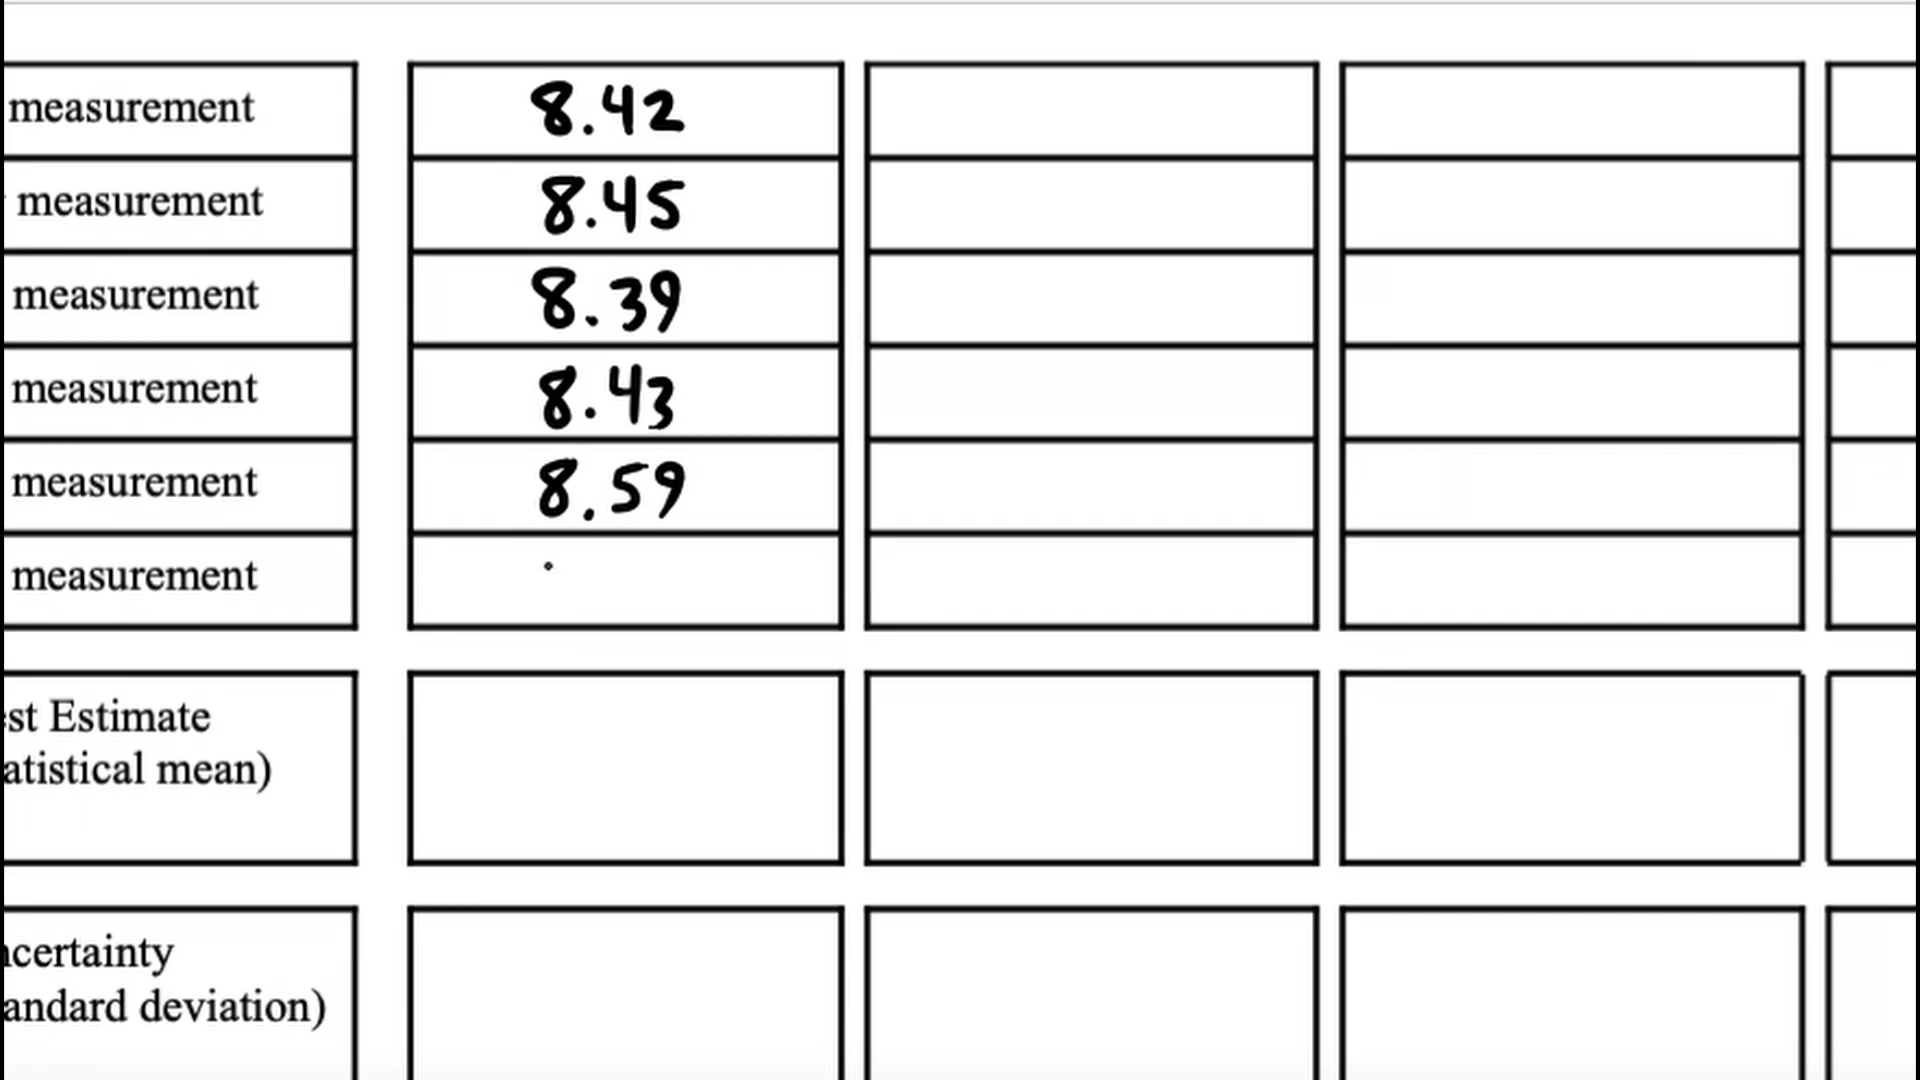 measurement 8.42
measurement 8.45
measurement 8.39
measurement 8.43
measurement 8.59
measurement
st Estimate
atistical mean)
certainty
andard deviation)